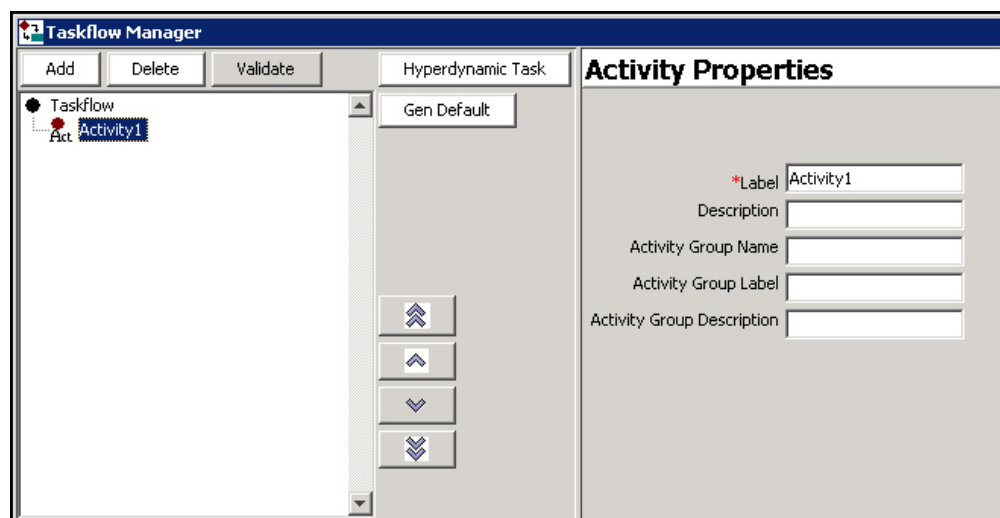 Taskflow Manager
Add Delete Validate Hyperdynamic Task
Gen Default
Taskflow
Act Activity1
Activity Properties
*Label Activity1
Description
Activity Group Name
Activity Group Label
Activity Group Description